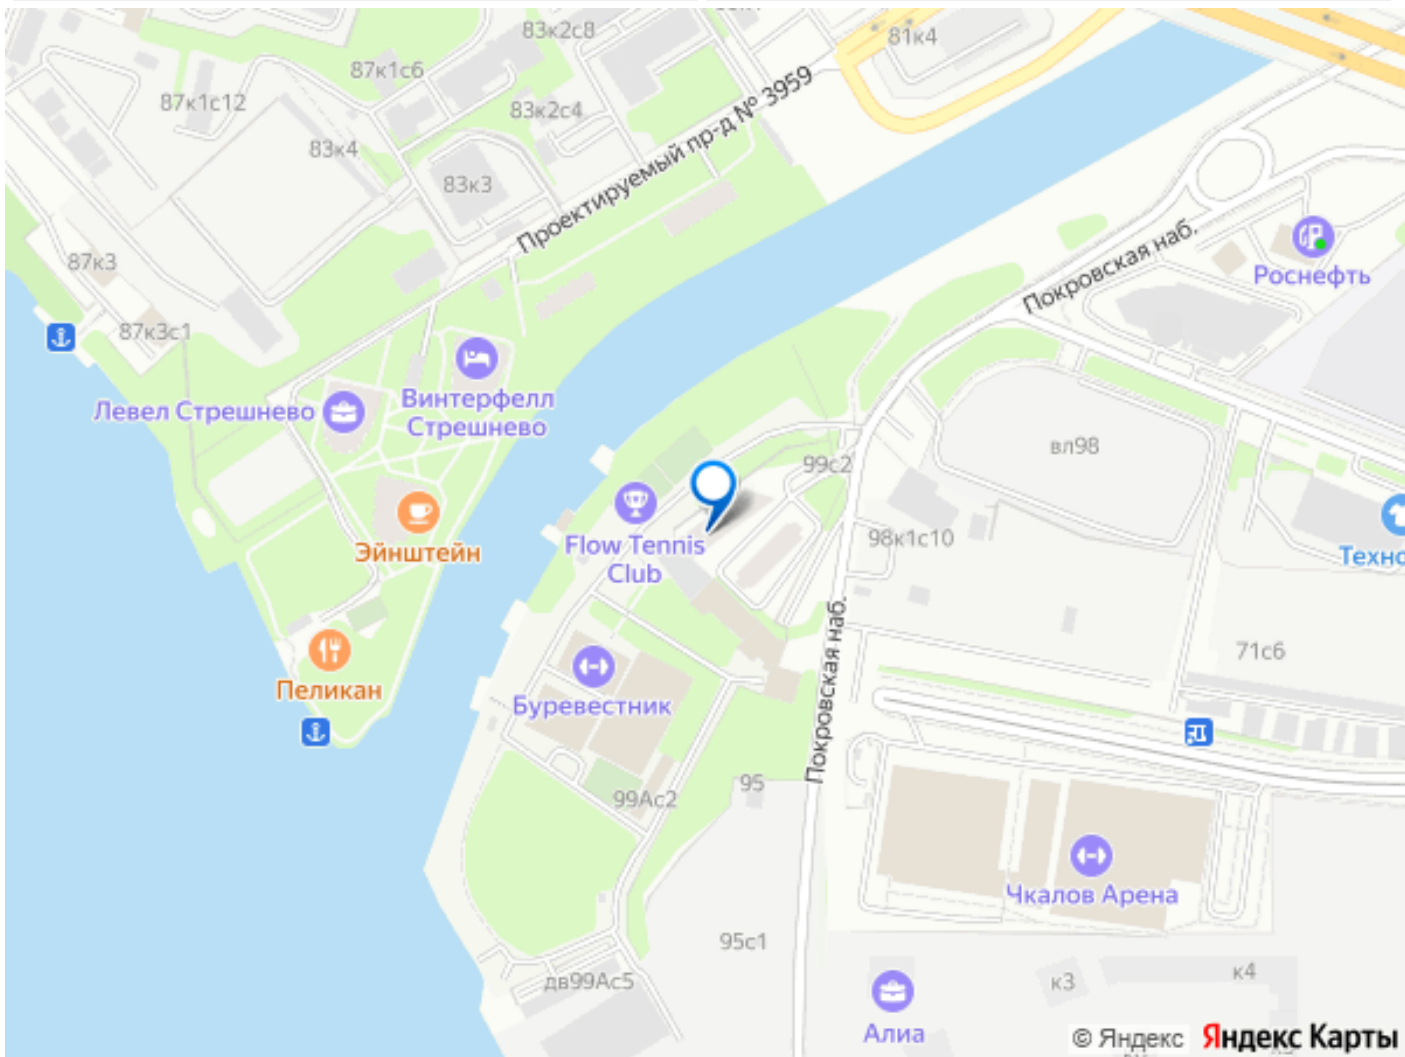 83к2с8
81к4
87к1с6
87к1с12
83к2с4
83к4
83к3
Проектируемый пр-д № 3959
87к3
87к3с1
Покровская наб.
Роснефть
Левел Стрешнево
Винтерфелл
Стрешнево
99с2
вл98
Эйнштейн
Flow Tennis
Club
98к1с10
Техно
Пеликан
Буревестник
Покровская наб.
71с6
99Ас2
95
Чкалов Арена
95с1
дв99Ас5
к3
к4
Алиа
© Яндекс Яндекс Карты